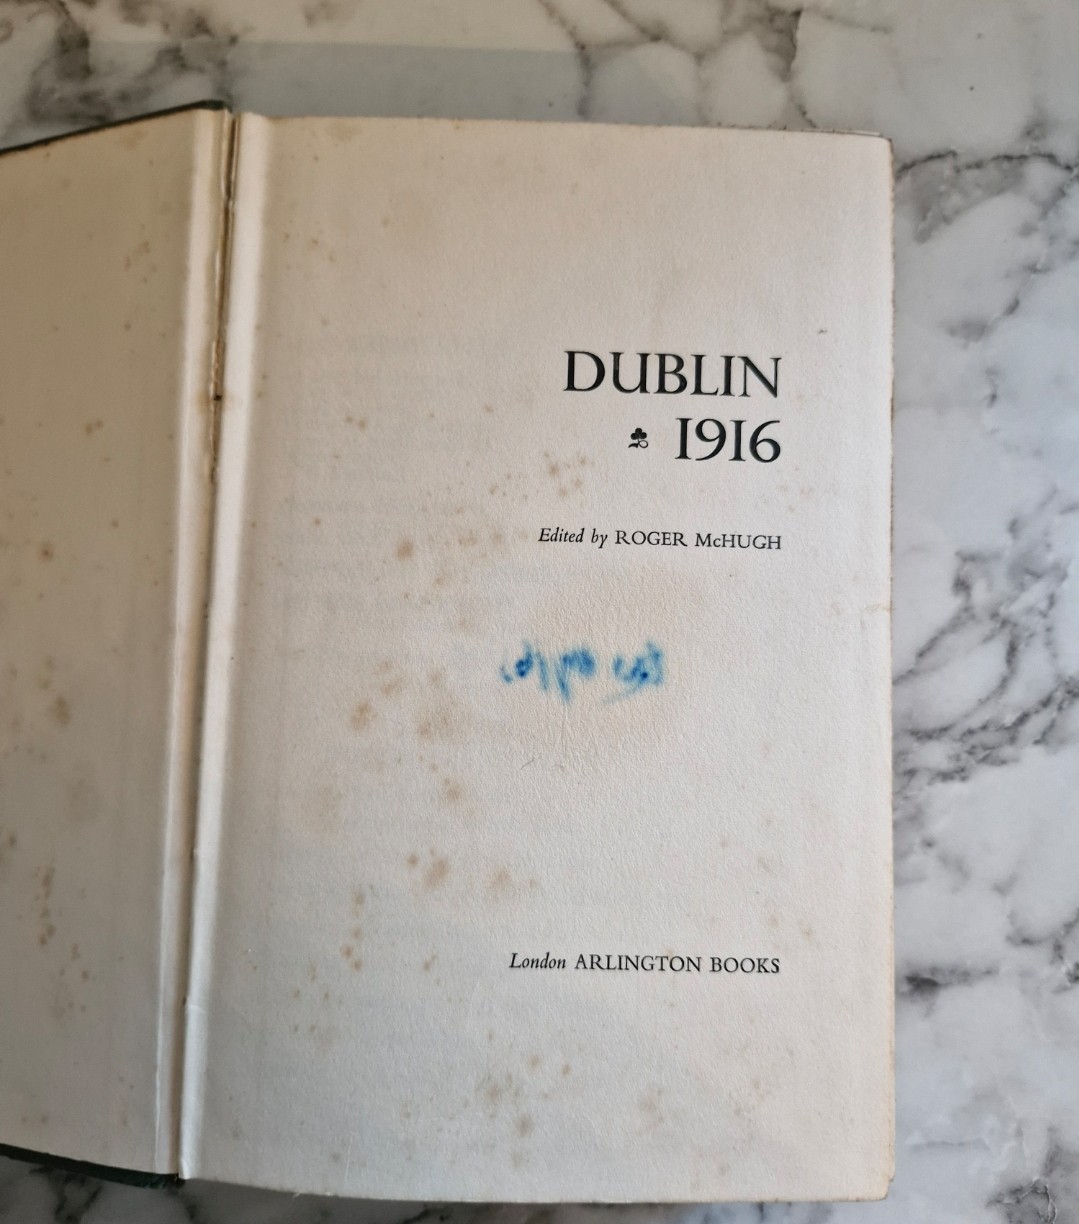 DUBLIN
1916
Edited by ROGER McHUGH
London ARLINGTON BOOKS